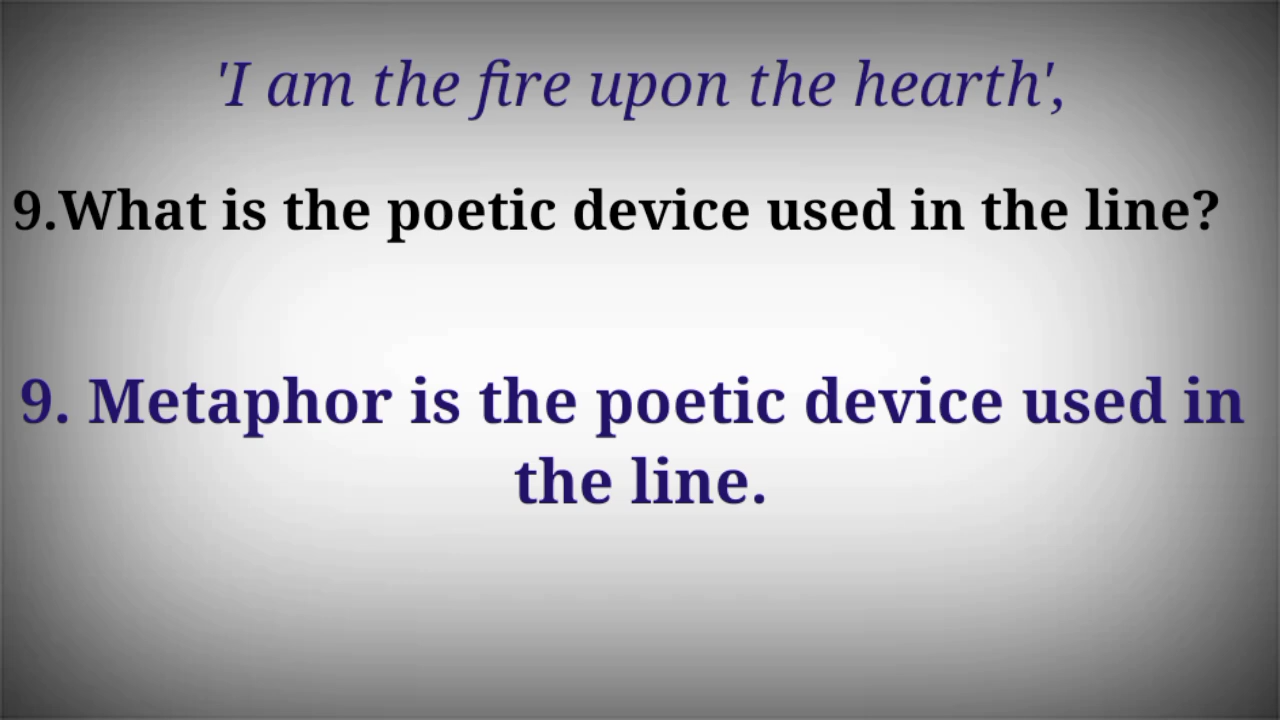 'I am the fire upon the hearth',
9.What is the poetic device used in the line?
9. Metaphor is the poetic device used in
the line.